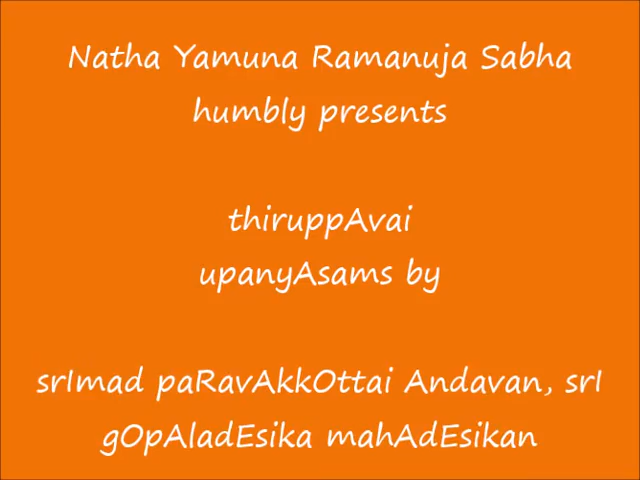 Natha Yamuna Ramanuja Sabha
humbly presents
thiruppAvai
upanyAsams by
srImad paRavAkkOttai Andavan, srI
gOpAladEsika mahAdEsikan